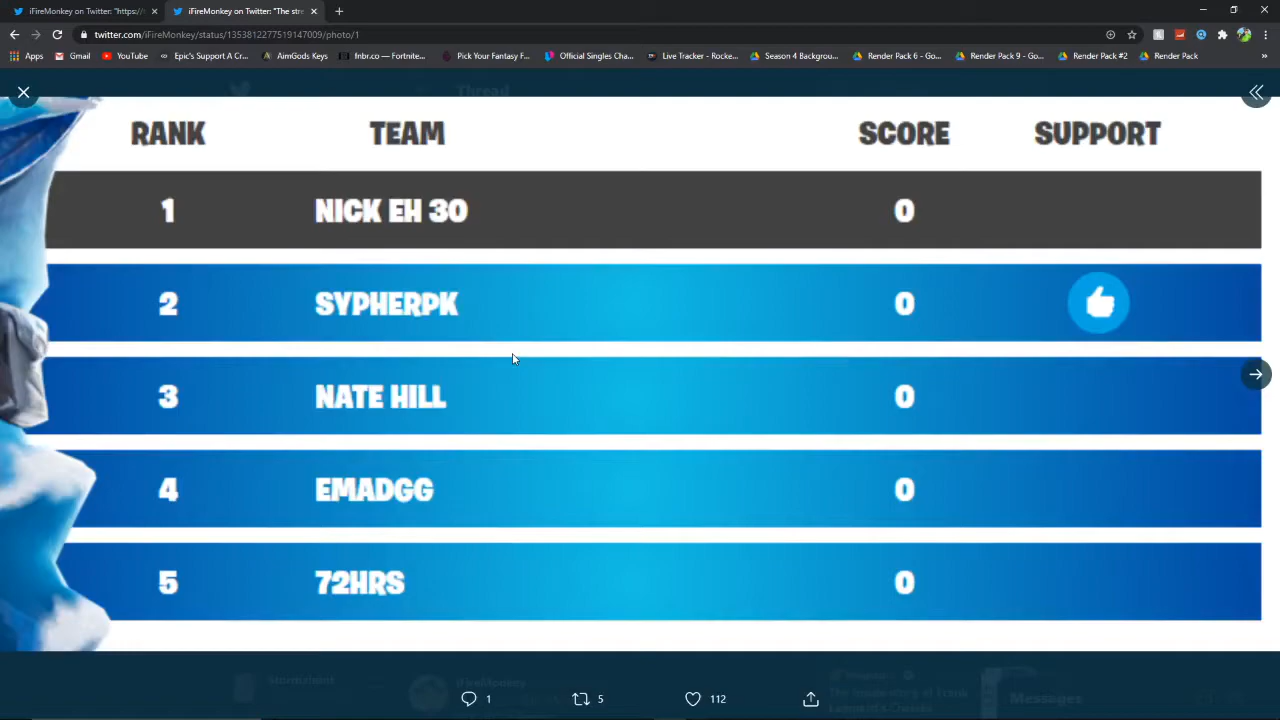 iFireMonkey on Twitter: "https://
iFireMonkey on Twitter: "The stre
twitter.com/iFireMonkey/status/1353812277519147009/photo/1
Apps
Gmail
YouTube
Epic's Support A Cr...
AimGods Keys
fnbr.co — Fortnite...
Pick Your Fantasy F...
Official Singles Cha...
Live Tracker - Rocke...
Season 4 Backgrou...
Render Pack 6 - Go...
Render Pack 9 - Go...
Render Pack #2
Render Pack
Thread
RANK TEAM SCORE SUPPORT
1 NICK EH 30 0
2 SYPHERPK 0
3 NATE HILL 0
4 EMADGG 0
5 72HRS 0
iFireMonkey
Messages
1 5 112